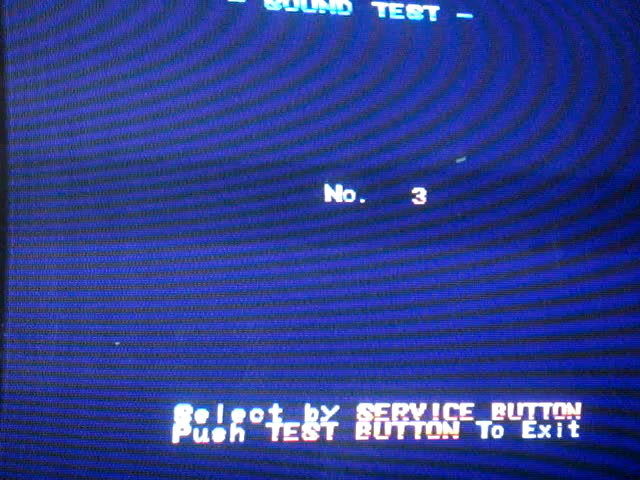 - SOUND TEST -
No. 3
Select by SERVICE BUTTON
Push TEST BUTTON To Exit